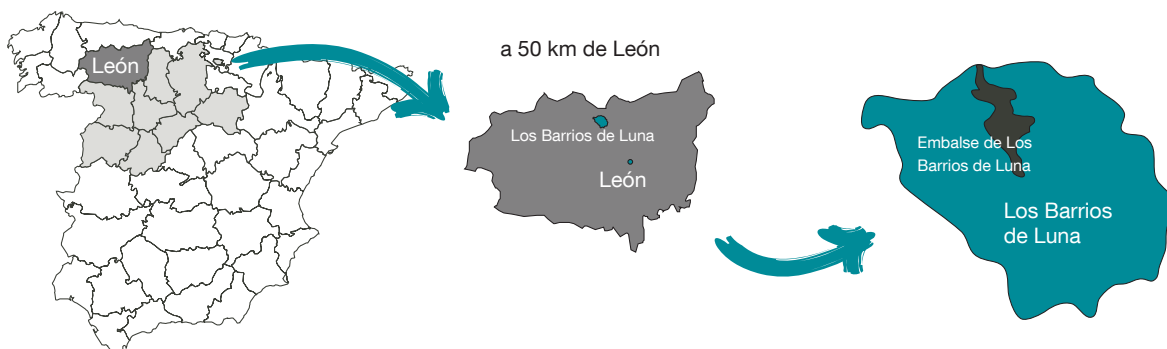 León
a 50 km de León
Los Barrios de Luna
León
Embalse de Los
Barrios de Luna
Los Barrios
de Luna